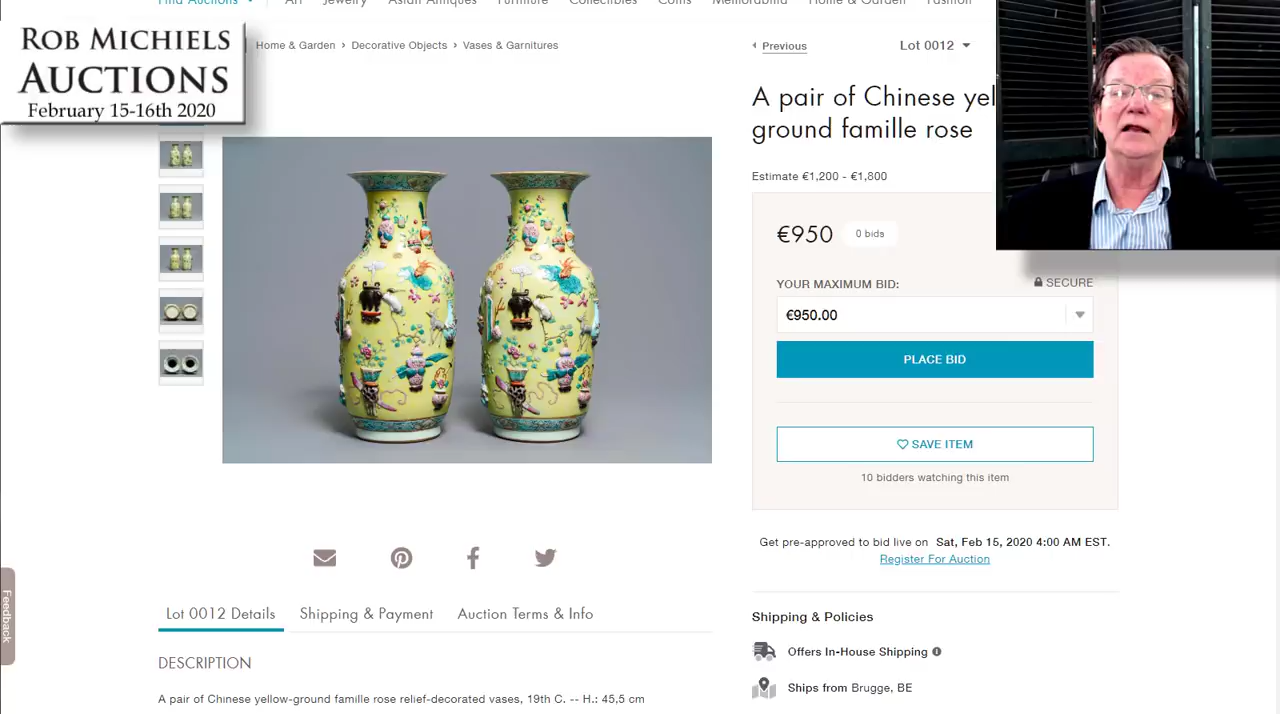 Find Auctions
Art
Jewelry
Asian Antiques
Furniture
Collectibles
Coins
Memorabilia
Home & Garden
Fashion
ROB MICHIELS
AUCTIONS
February 15-16th 2020
Home & Garden › Decorative Objects › Vases & Garnitures
Previous
Lot 0012
A pair of Chinese yel
ground famille rose
Estimate €1,200 - €1,800
€950
0 bids
YOUR MAXIMUM BID:
SECURE
€950.00
PLACE BID
SAVE ITEM
10 bidders watching this item
Get pre-approved to bid live on Sat, Feb 15, 2020 4:00 AM EST.
Register For Auction
Feedback
Lot 0012 Details
Shipping & Payment
Auction Terms & Info
Shipping & Policies
Offers In-House Shipping
Ships from Brugge, BE
DESCRIPTION
A pair of Chinese yellow-ground famille rose relief-decorated vases, 19th C. -- H.: 45,5 cm